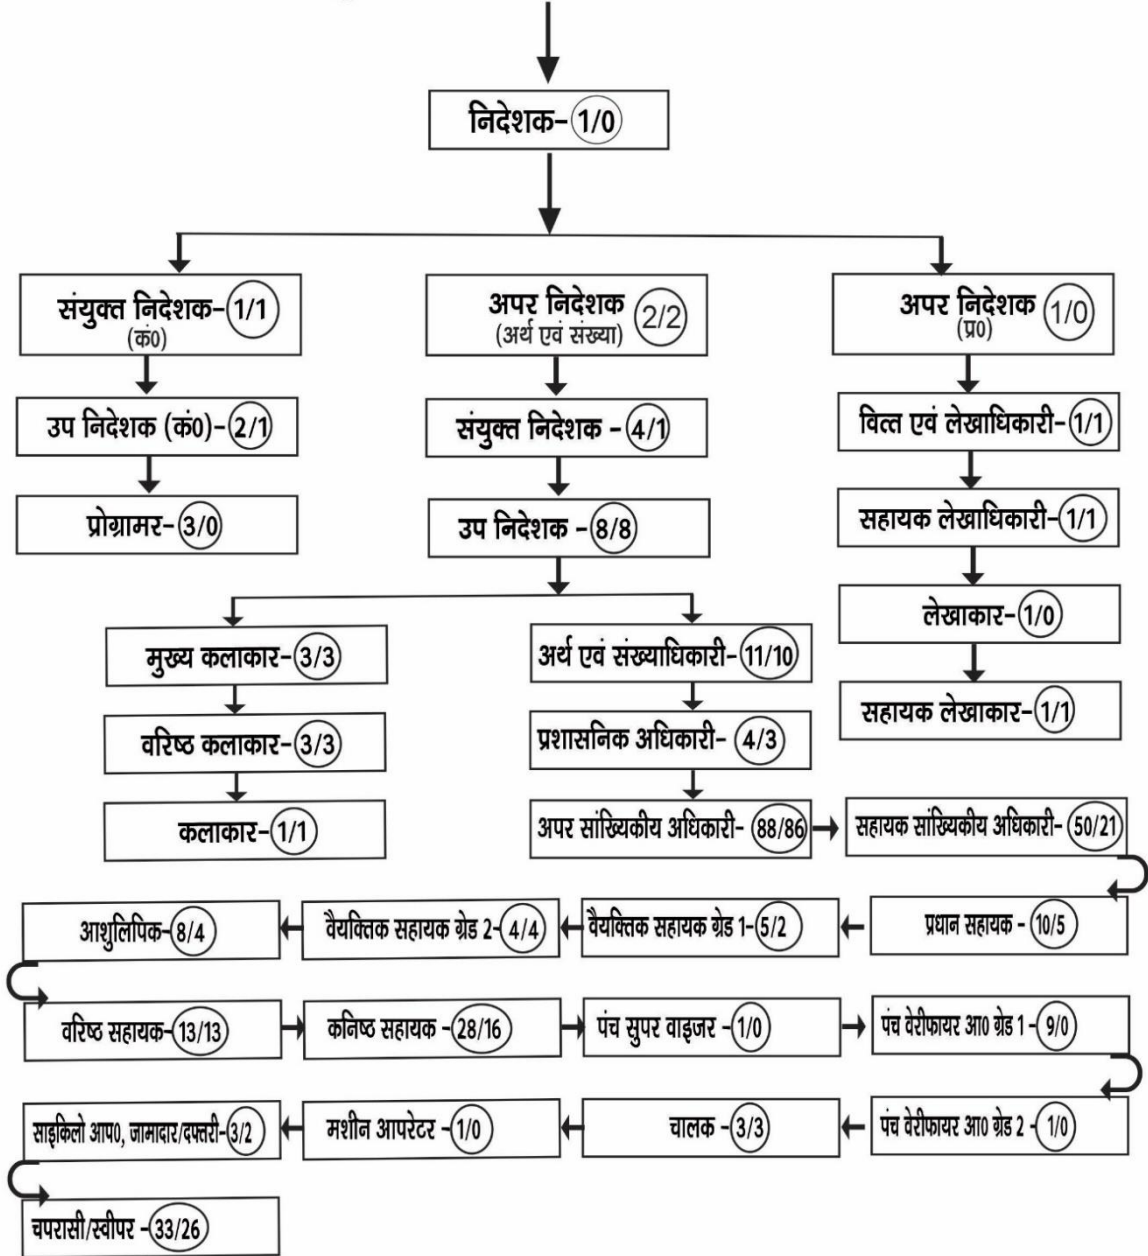 निदेशक- 1/0
संयुक्त निदेशक- 1/1
(कं0)
अपर निदेशक 2/2
(अर्थ एवं संख्या)
अपर निदेशक 1/0
(प्र0)
उप निदेशक (कं0)- 2/1
संयुक्त निदेशक - 4/1
वित्त एवं लेखाधिकारी- 1/1
प्रोग्रामर- 3/0
उप निदेशक - 8/8
सहायक लेखाधिकारी- 1/1
लेखाकार- 1/0
मुख्य कलाकार- 3/3
अर्थ एवं संख्याधिकारी- 11/10
सहायक लेखाकार- 1/1
वरिष्ठ कलाकार- 3/3
प्रशासनिक अधिकारी- 4/3
कलाकार- 1/1
अपर सांख्यिकीय अधिकारी- 88/86
सहायक सांख्यिकीय अधिकारी- 50/21
प्रधान सहायक - 10/5
वैयक्तिक सहायक ग्रेड 1- 5/2
वैयक्तिक सहायक ग्रेड 2- 4/4
आशुलिपिक- 8/4
वरिष्ठ सहायक- 13/13
कनिष्ठ सहायक - 28/16
पंच सुपर वाइजर - 1/0
पंच वेरीफायर आ0 ग्रेड 1 - 9/0
पंच वेरीफायर आ0 ग्रेड 2 - 1/0
चालक - 3/3
मशीन आपरेटर - 1/0
साइकिलो आप0, जामादार/दफ्तरी- 3/2
चपरासी/स्वीपर - 33/26